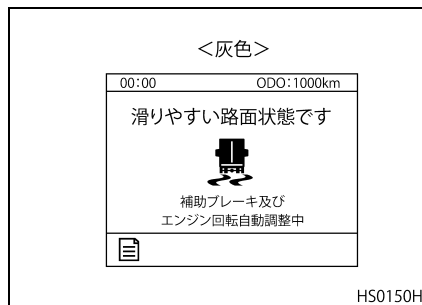 ＜灰色＞
00:00 ODO:1000km
滑りやすい路面状態です
補助ブレーキ及び
エンジン回転自動調整中
HS0150H